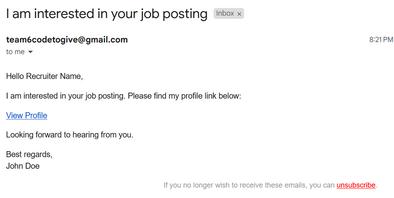 I am interested in your job posting Inbox ×
team6codetogive@gmail.com 8:21 PM
to me
Hello Recruiter Name,
I am interested in your job posting. Please find my profile link below:
View Profile
Looking forward to hearing from you.
Best regards,
John Doe
If you no longer wish to receive these emails, you can unsubscribe.